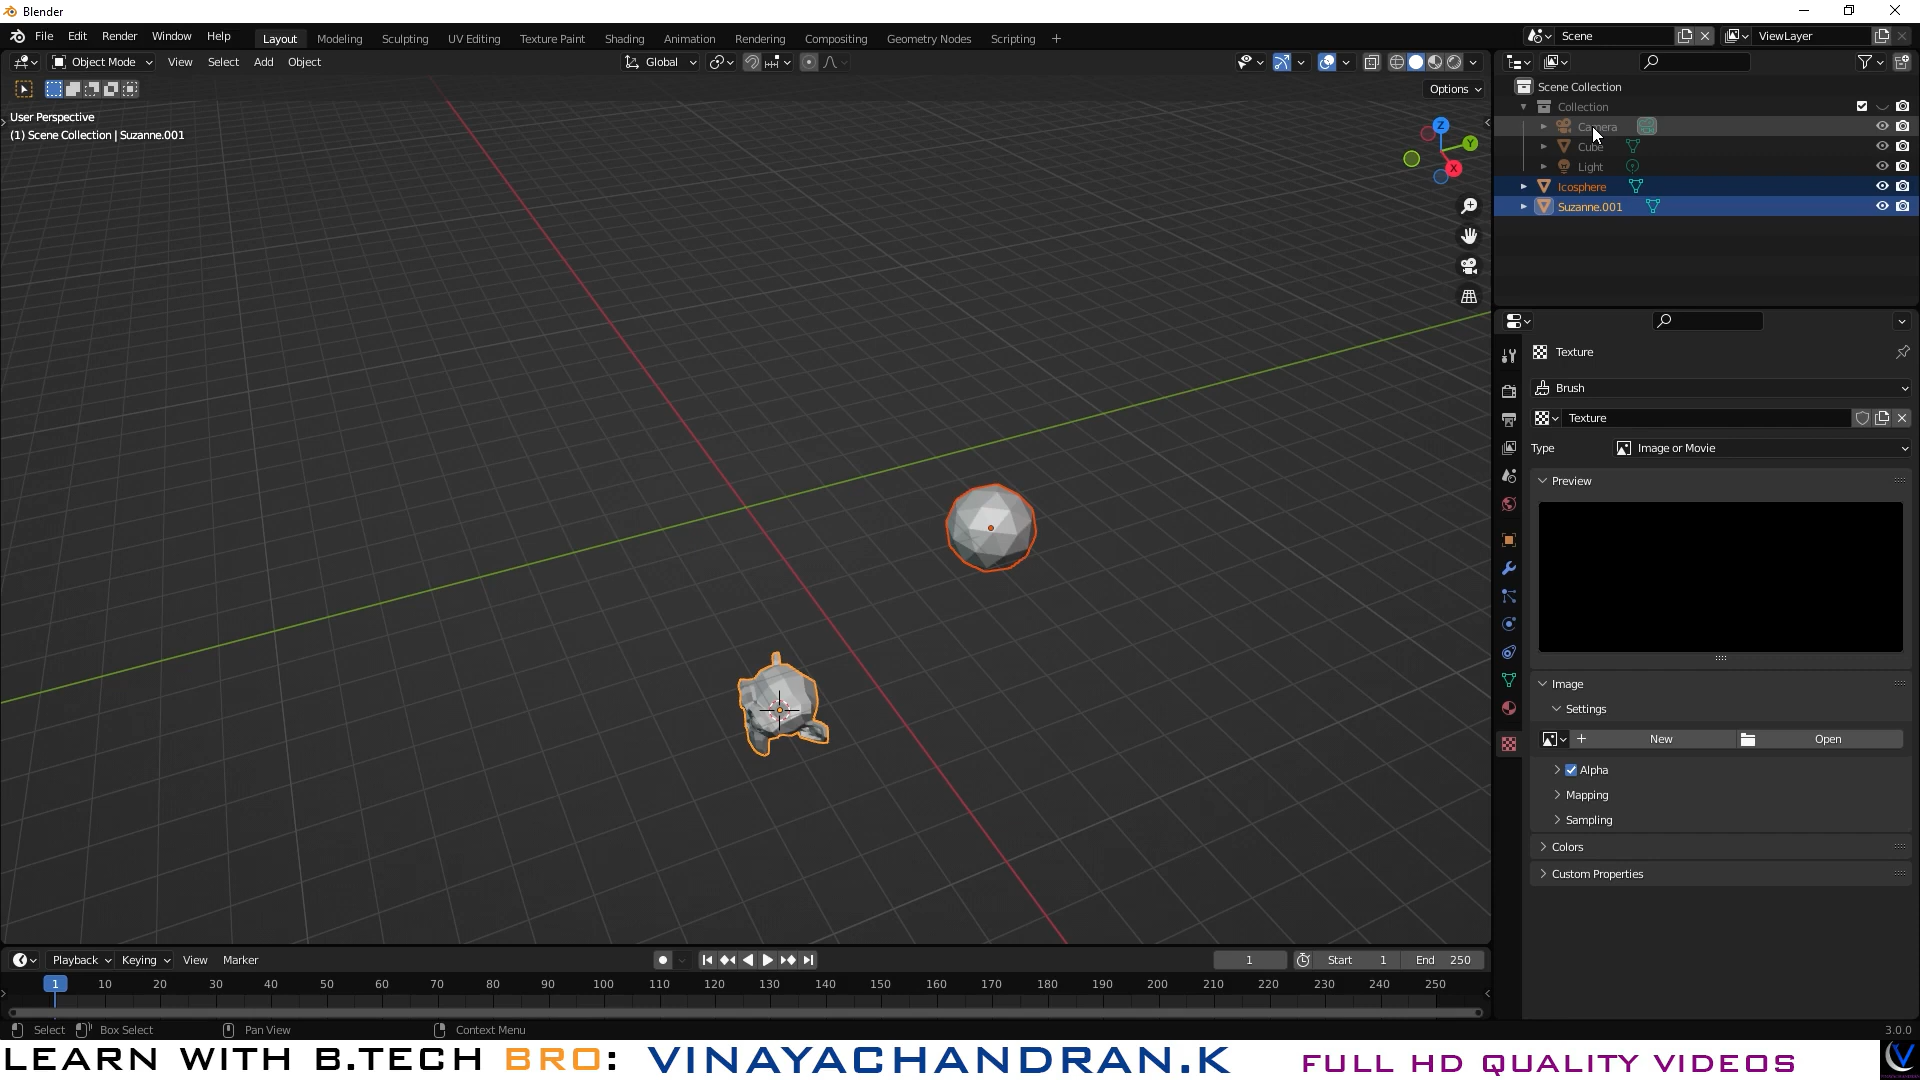 Blender
File Edit Render Window Help
Layout Modeling Sculpting UV Editing Texture Paint Shading Animation Rendering Compositing Geometry Nodes Scripting +
Scene
ViewLayer
Object Mode View Select Add Object
Global
Options
User Perspective
(1) Scene Collection | Suzanne.001
Z
Y
X
Scene Collection
Collection
Camera
Cube
Light
Icosphere
Suzanne.001
Texture
Brush
Texture
Type Image or Movie
Preview
Image
Settings
+ New Open
Alpha
Mapping
Sampling
Colors
Custom Properties
Playback Keying View Marker
1 Start 1 End 250
1 10 20 30 40 50 60 70 80 90 100 110 120 130 140 150 160 170 180 190 200 210 220 230 240 250
Select Box Select Pan View Context Menu
3.0.0
LEARN WITH B.TECH BRO: VINAYACHANDRAN.K FULL HD QUALITY VIDEOS